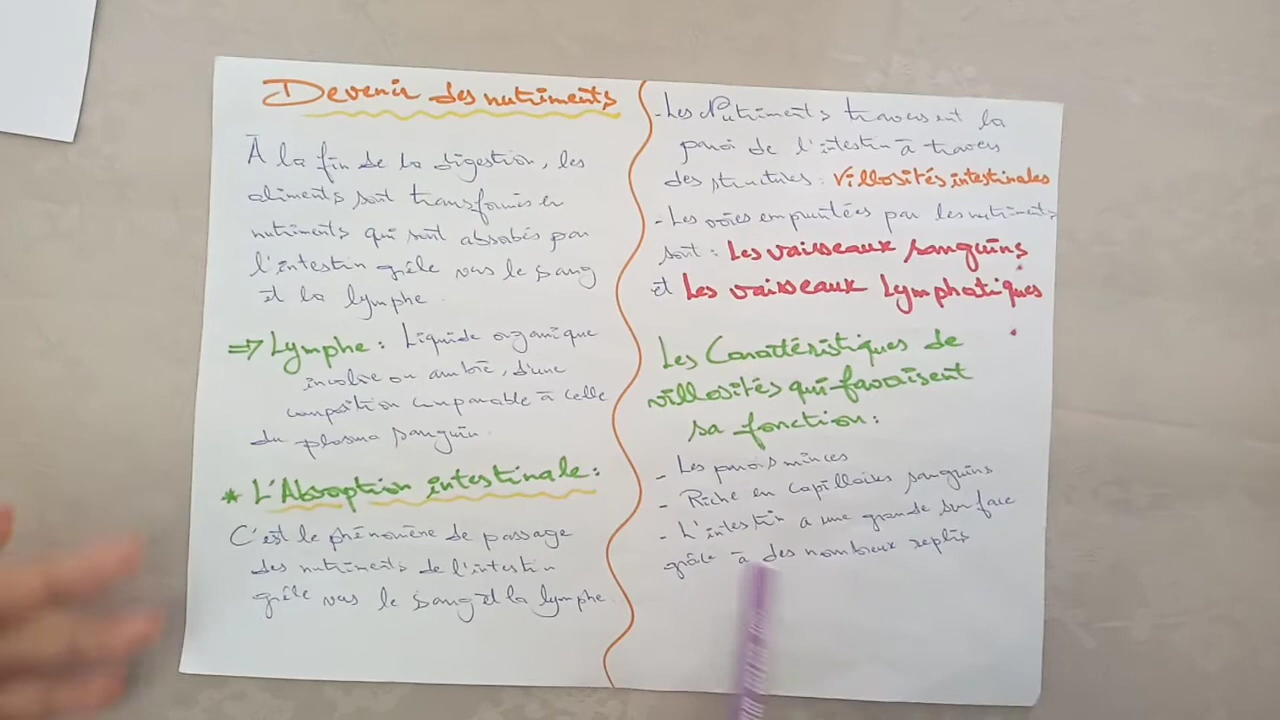 Devenir des nutriments
À la fin de la digestion, les
aliments sont transformés en
nutriments qui sont absorbés par
l'intestin grêle vers le sang
et la lymphe.
⇒ Lymphe : Liquide organique
incolore ou ambré, d'une
composition comparable à celle
du plasma sanguin.
* L'Absorption intestinale :
C'est le phénomène de passage
des nutriments de l'intestin
grêle vers le sang et la lymphe.
- Les Nutriments traversent la
paroi de l'intestin à travers
des structures : Villosités intestinales
- Les voies empruntées par les nutriments
sont : Les vaisseaux sanguins
et Les vaisseaux Lymphatiques.
Les Caractéristiques de
villosités qui favorisent
sa fonction :
- Les parois minces
- Riche en capillaires sanguins
- L'intestin a une grande surface
grâce à des nombreux replis